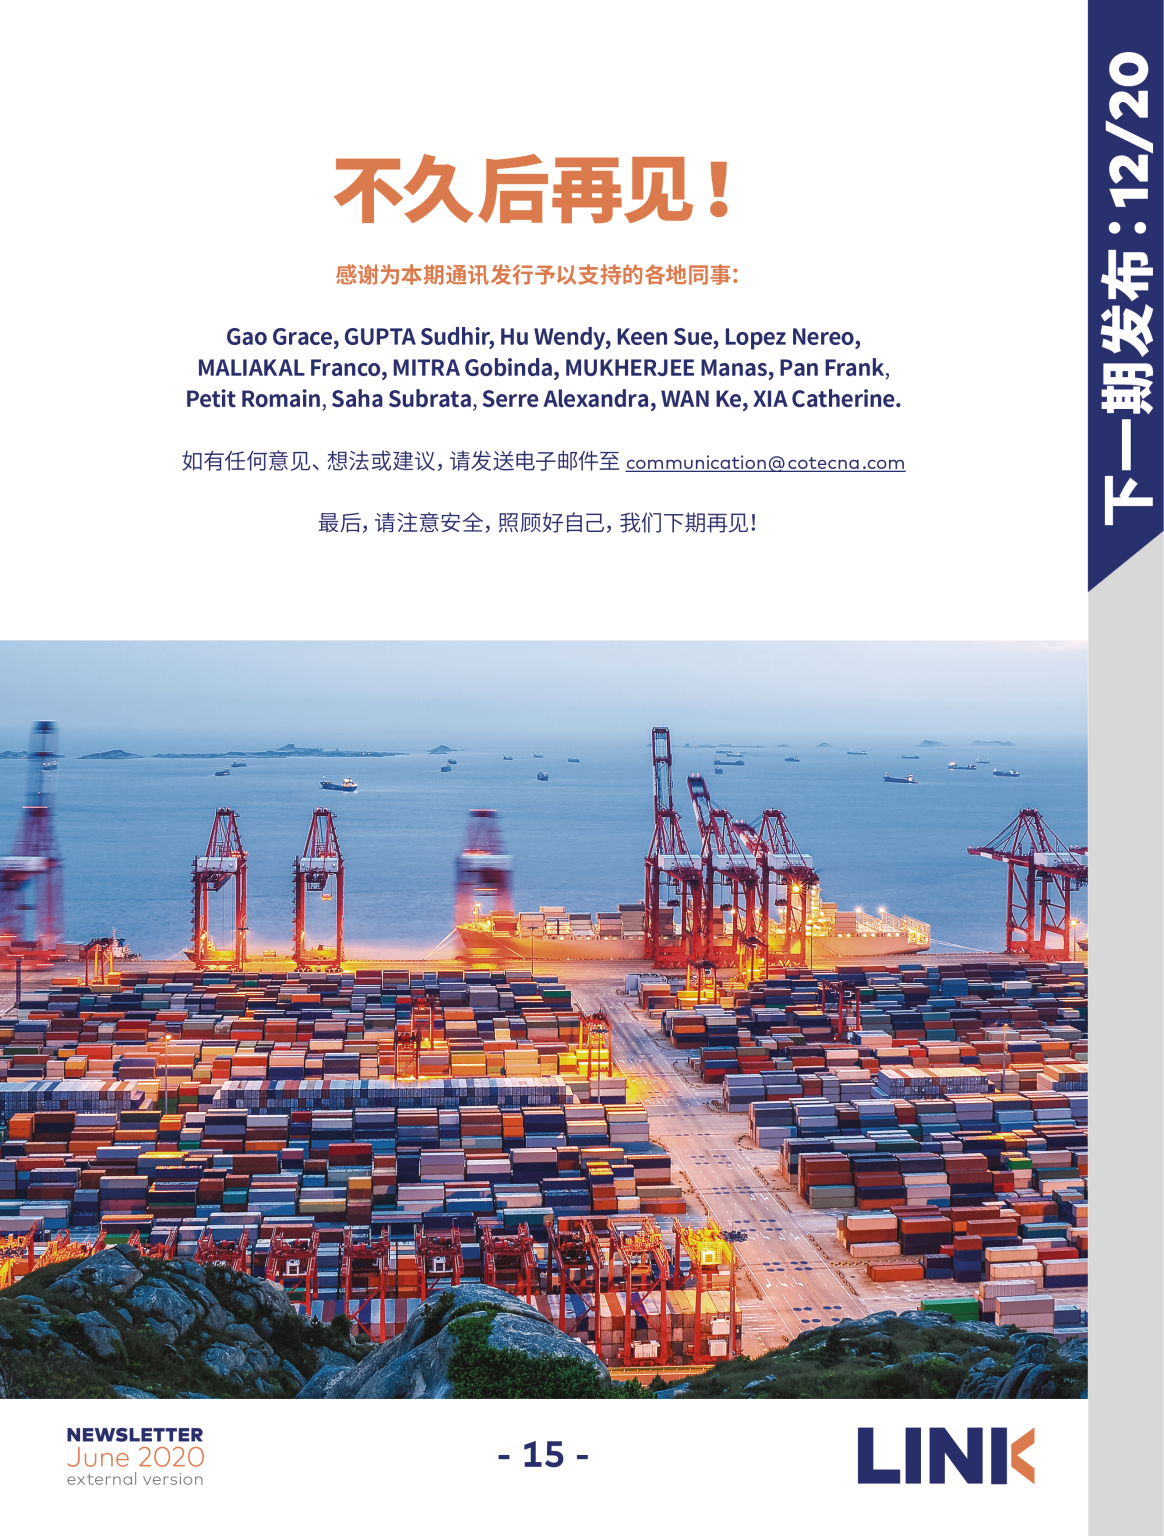 不久后再见！
感谢为本期通讯发行予以支持的各地同事：
Gao Grace, GUPTA Sudhir, Hu Wendy, Keen Sue, Lopez Nereo,
MALIAKAL Franco, MITRA Gobinda, MUKHERJEE Manas, Pan Frank,
Petit Romain, Saha Subrata, Serre Alexandra, WAN Ke, XIA Catherine.
如有任何意见、想法或建议，请发送电子邮件至 communication@cotecna.com
最后，请注意安全，照顾好自己，我们下期再见！
下一期发布：12/20
NEWSLETTER
June 2020
external version
- 15 -
LINK